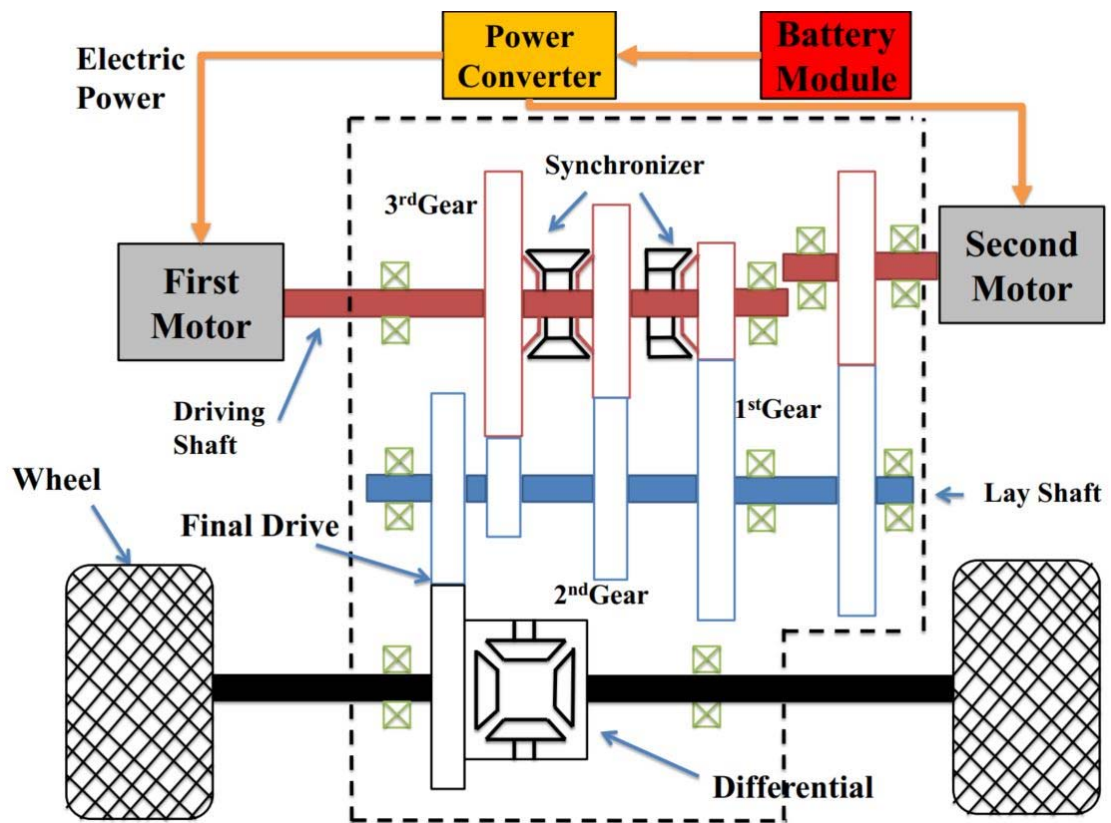 Electric
Power
Power
Converter
Battery
Module
Synchronizer
3rdGear
First
Motor
Second
Motor
1stGear
Driving
Shaft
Wheel
Lay Shaft
Final Drive
2ndGear
Differential